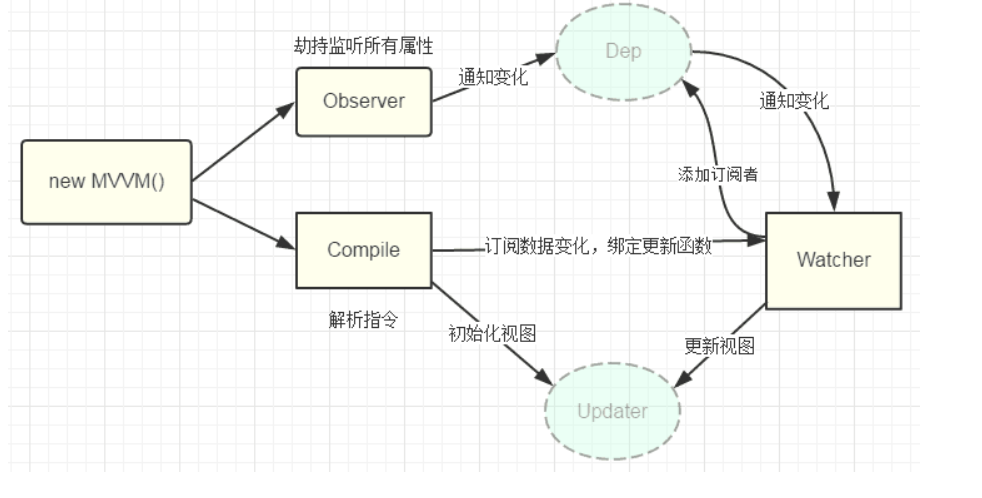 劫持监听所有属性
Observer
通知变化
Dep
通知变化
new MVVM()
添加订阅者
Compile
订阅数据变化，绑定更新函数
Watcher
解析指令
初始化视图
更新视图
Updater